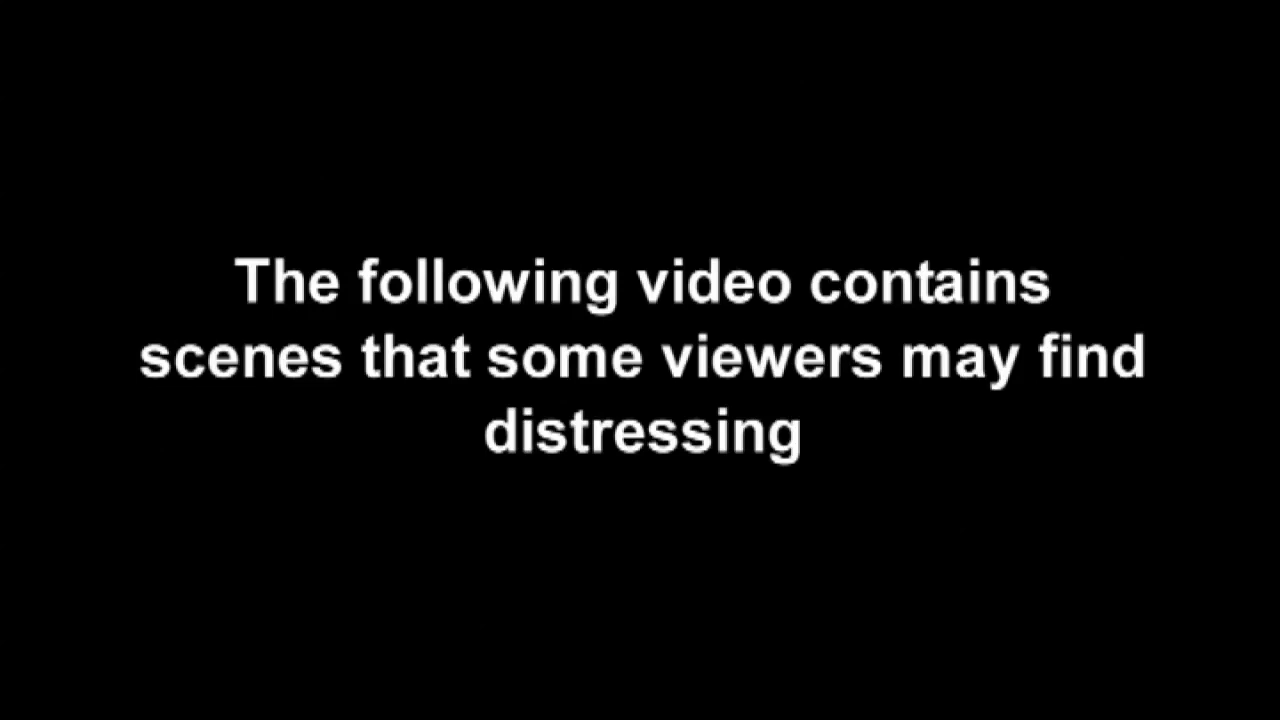 The following video contains
scenes that some viewers may find
distressing